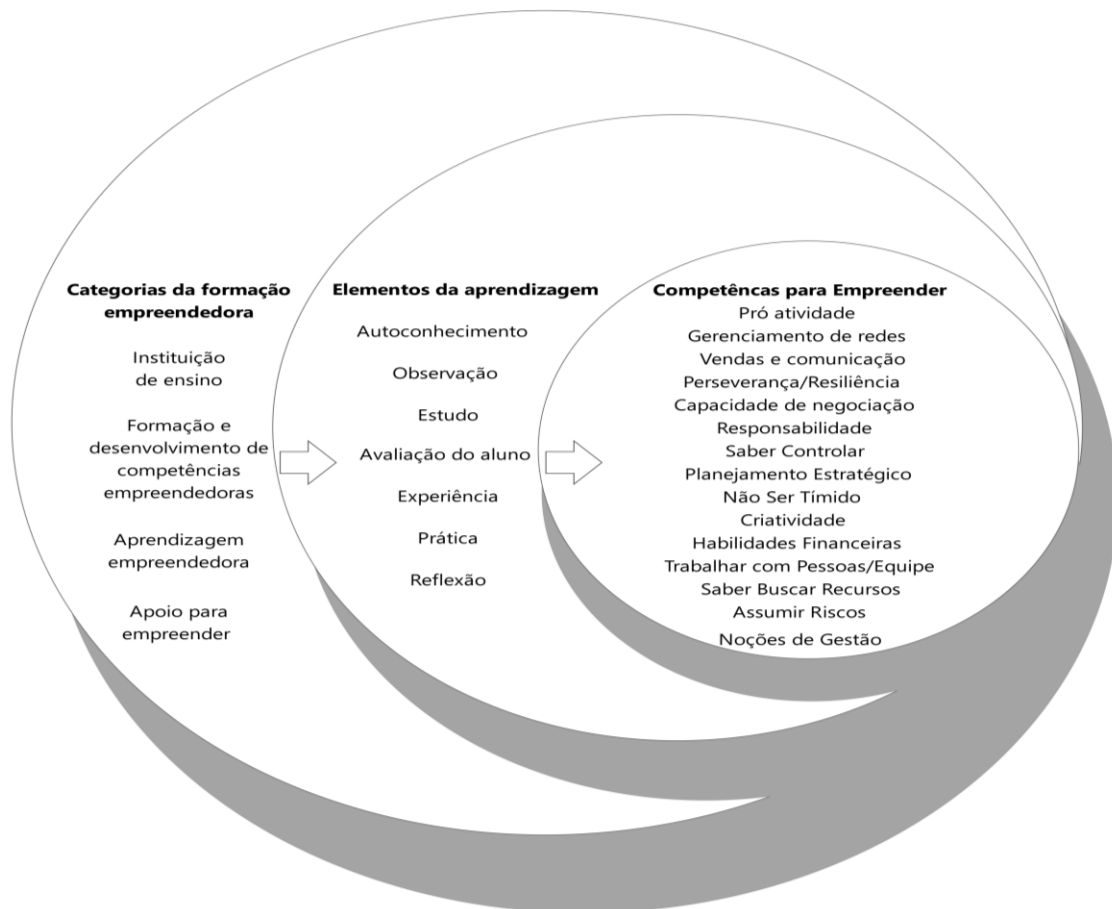 Categorias da formação
empreendedora
Instituição
de ensino
Formação e
desenvolvimento de
competências
empreendedoras
Aprendizagem
empreendedora
Apoio para
empreender
Elementos da aprendizagem
Autoconhecimento
Observação
Estudo
Avaliação do aluno
Experiência
Prática
Reflexão
Competêncas para Empreender
Pró atividade
Gerenciamento de redes
Vendas e comunicação
Perseverança/Resiliência
Capacidade de negociação
Responsabilidade
Saber Controlar
Planejamento Estratégico
Não Ser Tímido
Criatividade
Habilidades Financeiras
Trabalhar com Pessoas/Equipe
Saber Buscar Recursos
Assumir Riscos
Noções de Gestão